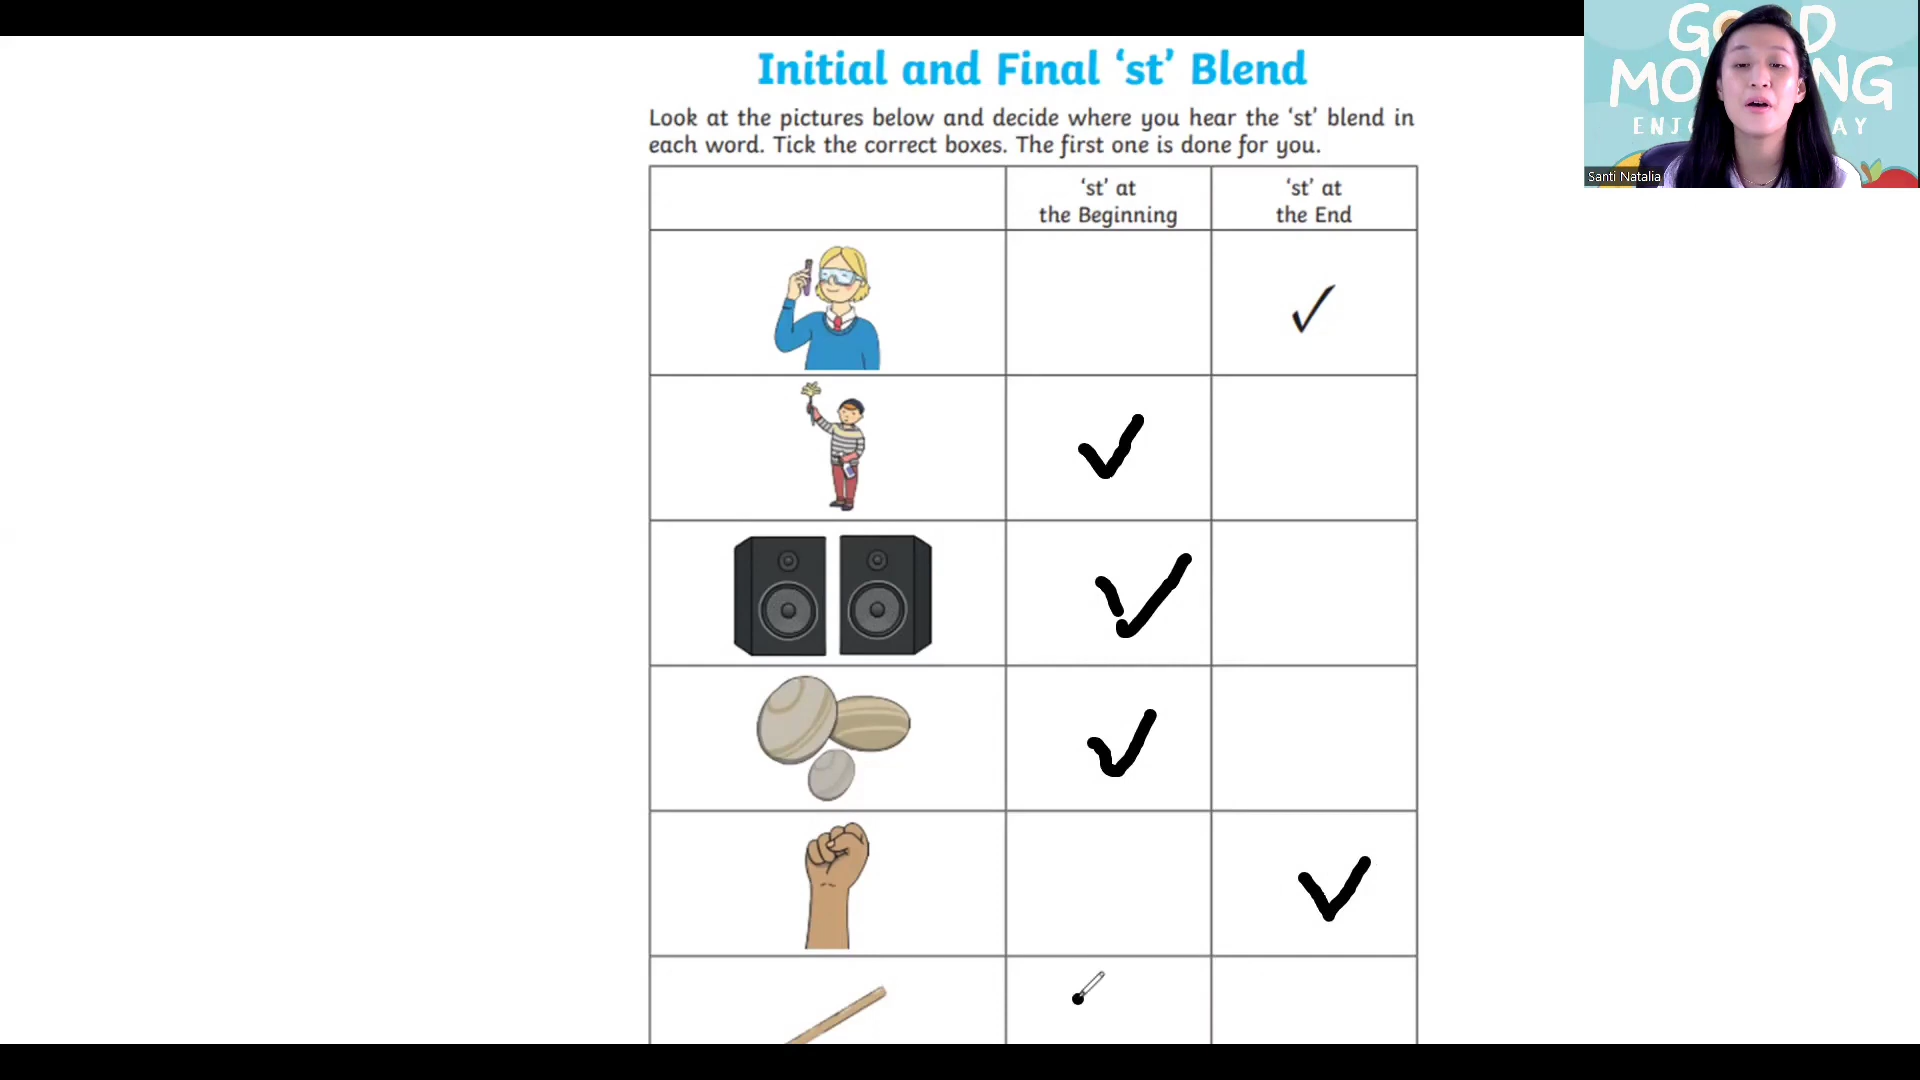 Initial and Final ‘st’ Blend
Look at the pictures below and decide where you hear the ‘st’ blend in
each word. Tick the correct boxes. The first one is done for you.
‘st’ at
the Beginning
‘st’ at
the End
Santi Natalia